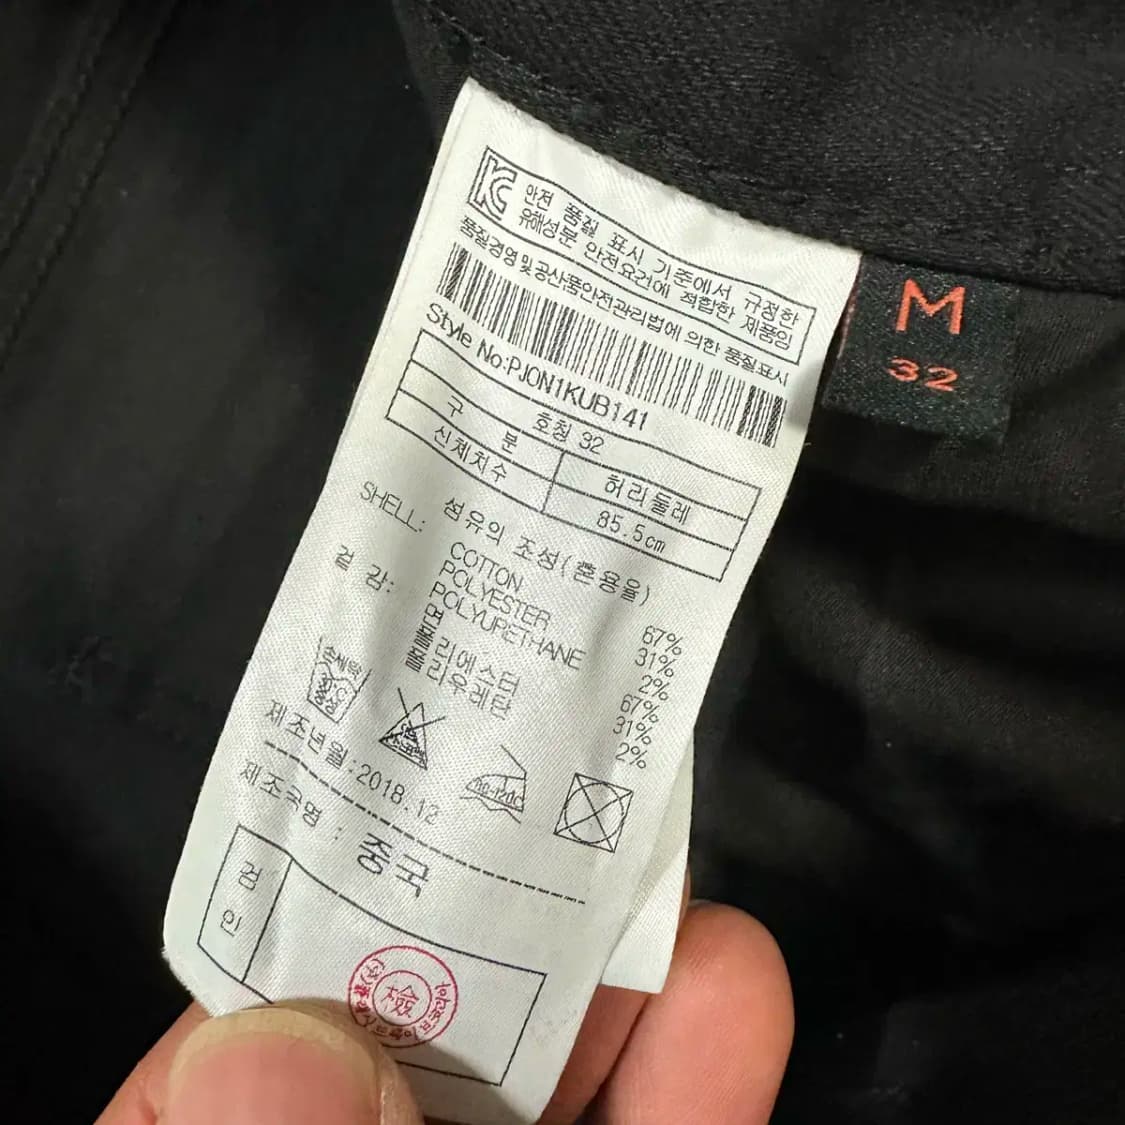 안전 품질 표시 기준에서 규정한
유해성분 안전요건에 적합한 제품임
품질경영및공산품안전관리법에 의한 품질표시
Style No:PJON1KUB141
호칭 32
구 분
허리둘레
신체치수
85.5cm
섬유의 조성(혼용율)
SHELL:
COTTON 67%
POLYESTER 31%
POLYURETHANE 2%
겉 감:
면 67%
폴리에스터 31%
폴리우레탄 2%
손세탁
제조년월:2018.12
제조국명 : 중국
검
인
檢
M
32